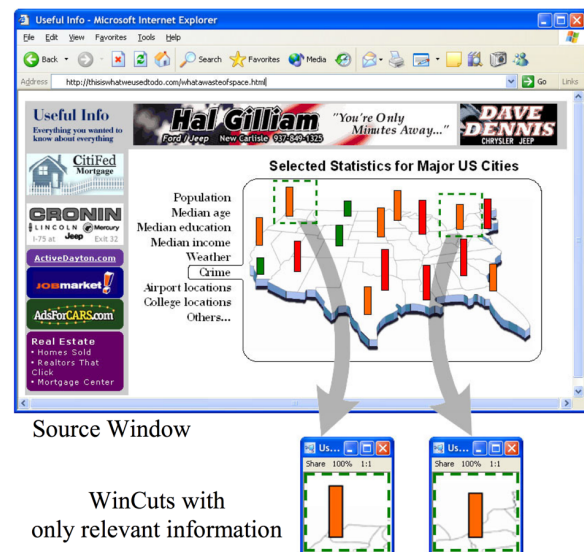 Useful Info - Microsoft Internet Explorer
File Edit View Favorites Tools Help
Back Search Favorites Media
Address http://thisiswhatweusedtodo.com/whatawasteofspace.html Go Links
Useful Info
Everything you wanted to
know about everything
Hal Gilliam
Ford / Jeep New Carlisle 937-849-1325
"You're Only
Minutes Away..."
DAVE
DENNIS
CHRYSLER JEEP
CitiFed
Mortgage
CRONIN
LINCOLN Mercury
I-75 at Jeep Exit 32
ActiveDayton.com
JOBmarket
AdsForCARS.com
Real Estate
• Homes Sold
• Realtors That
Click
• Mortgage Center
Selected Statistics for Major US Cities
Population
Median age
Median education
Median income
Weather
Crime
Airport locations
College locations
Others...
Source Window
Us...
Share 100% 1:1
Us...
Share 100% 1:1
WinCuts with
only relevant information